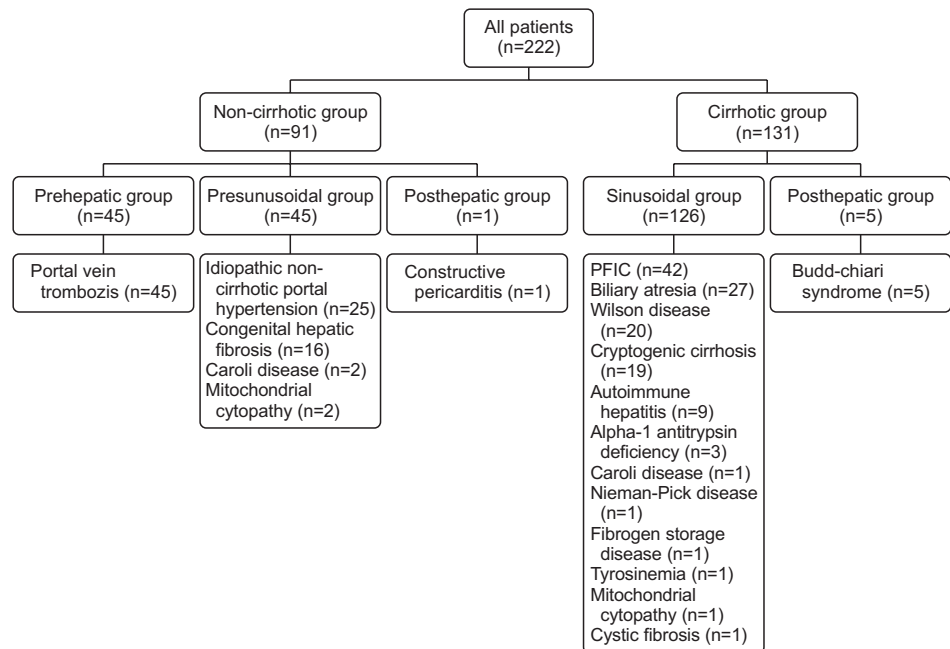 All patients
(n=222)
Non-cirrhotic group
(n=91)
Cirrhotic group
(n=131)
Prehepatic group
(n=45)
Presunusoidal group
(n=45)
Posthepatic group
(n=1)
Sinusoidal group
(n=126)
Posthepatic group
(n=5)
Portal vein
trombozis (n=45)
Idiopathic non-
cirrhotic portal
hypertension (n=25)
Congenital hepatic
fibrosis (n=16)
Caroli disease (n=2)
Mitochondrial
cytopathy (n=2)
Constructive
pericarditis (n=1)
PFIC (n=42)
Biliary atresia (n=27)
Wilson disease
(n=20)
Cryptogenic cirrhosis
(n=19)
Autoimmune
hepatitis (n=9)
Alpha-1 antitrypsin
deficiency (n=3)
Caroli disease (n=1)
Nieman-Pick disease
(n=1)
Fibrogen storage
disease (n=1)
Tyrosinemia (n=1)
Mitochondrial
cytopathy (n=1)
Cystic fibrosis (n=1)
Budd-chiari
syndrome (n=5)